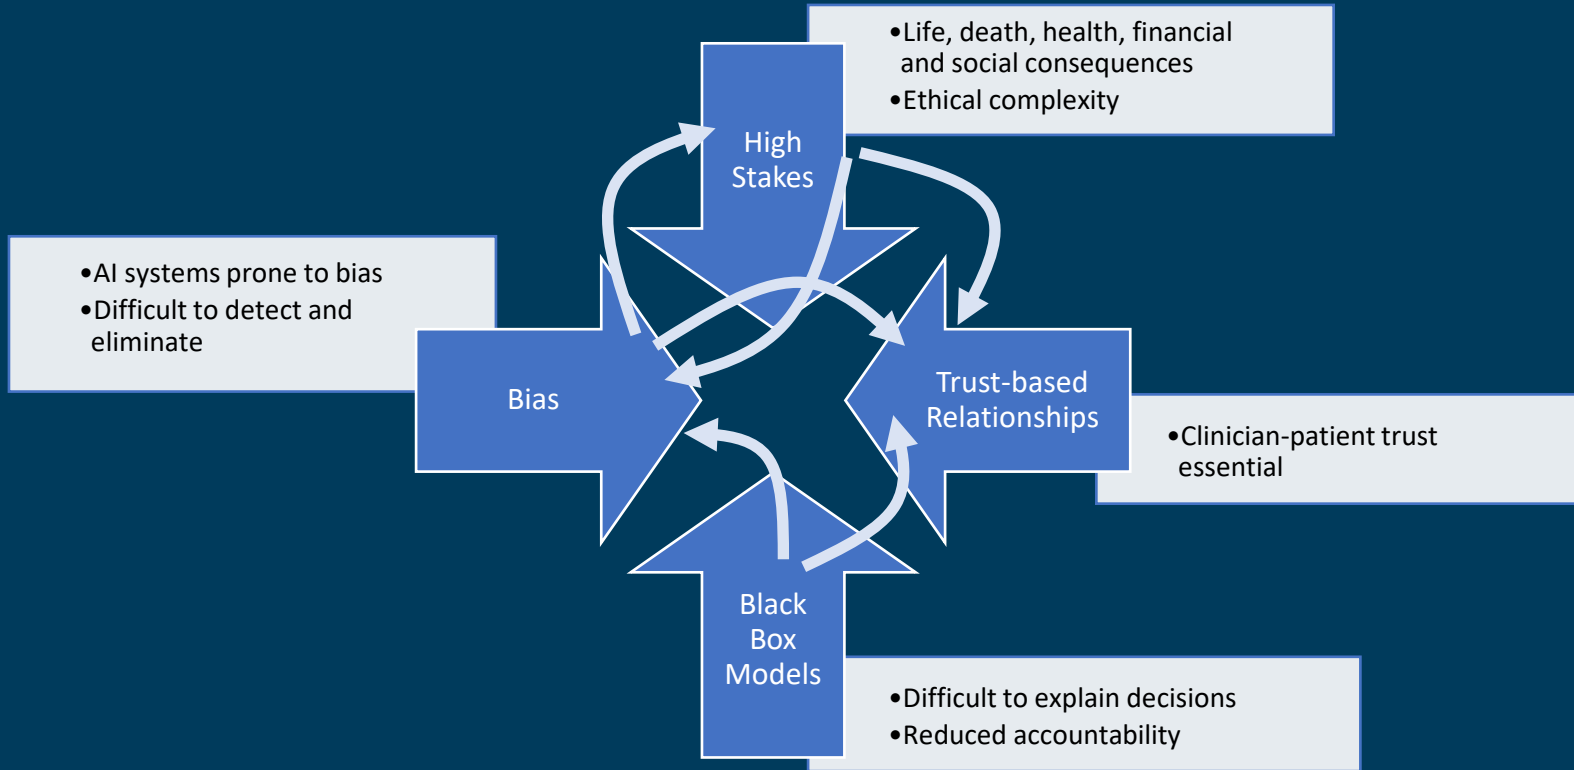 •Life, death, health, financial
and social consequences
•Ethical complexity
High
Stakes
•AI systems prone to bias
•Difficult to detect and
eliminate
Bias
Trust-based
Relationships
•Clinician-patient trust
essential
Black
Box
Models
•Difficult to explain decisions
•Reduced accountability